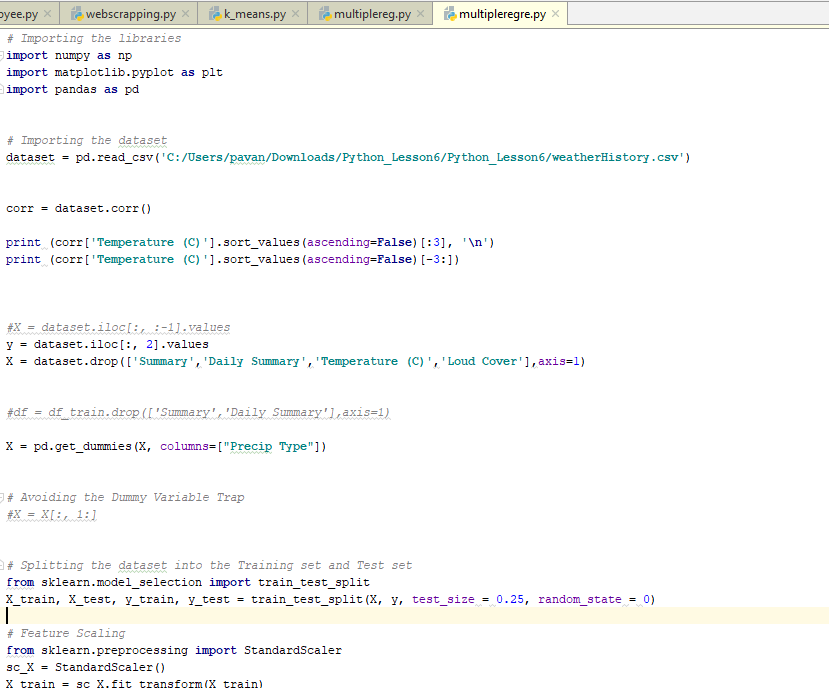 oyee.py webscrapping.py k_means.py multiplereg.py multipleregre.py
# Importing the libraries
import numpy as np
import matplotlib.pyplot as plt
import pandas as pd
# Importing the dataset
dataset = pd.read_csv('C:/Users/pavan/Downloads/Python_Lesson6/Python_Lesson6/weatherHistory.csv')
corr = dataset.corr()
print (corr['Temperature (C)'].sort_values(ascending=False)[:3], '\n')
print (corr['Temperature (C)'].sort_values(ascending=False)[-3:])
#X = dataset.iloc[:, :-1].values
y = dataset.iloc[:, 2].values
X = dataset.drop(['Summary','Daily Summary','Temperature (C)','Loud Cover'],axis=1)
#df = df_train.drop(['Summary','Daily Summary'],axis=1)
X = pd.get_dummies(X, columns=["Precip Type"])
# Avoiding the Dummy Variable Trap
#X = X[:, 1:]
# Splitting the dataset into the Training set and Test set
from sklearn.model_selection import train_test_split
X_train, X_test, y_train, y_test = train_test_split(X, y, test_size = 0.25, random_state = 0)
# Feature Scaling
from sklearn.preprocessing import StandardScaler
sc_X = StandardScaler()
X_train = sc_X.fit_transform(X_train)